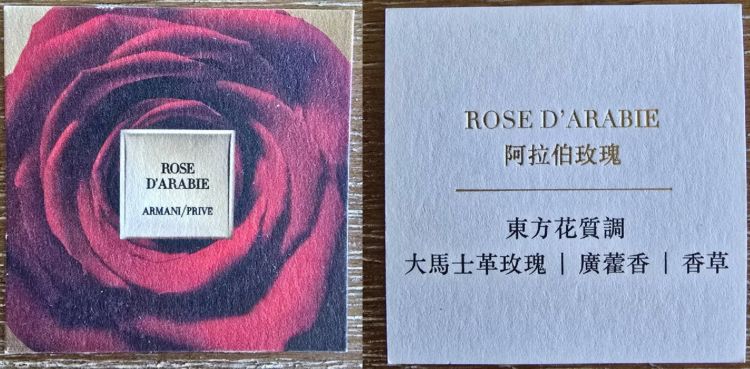 ROSE
D'ARABIE
ARMANI/PRIVE
ROSE D'ARABIE
阿拉伯玫瑰
東方花質調
大馬士革玫瑰 | 廣藿香 | 香草